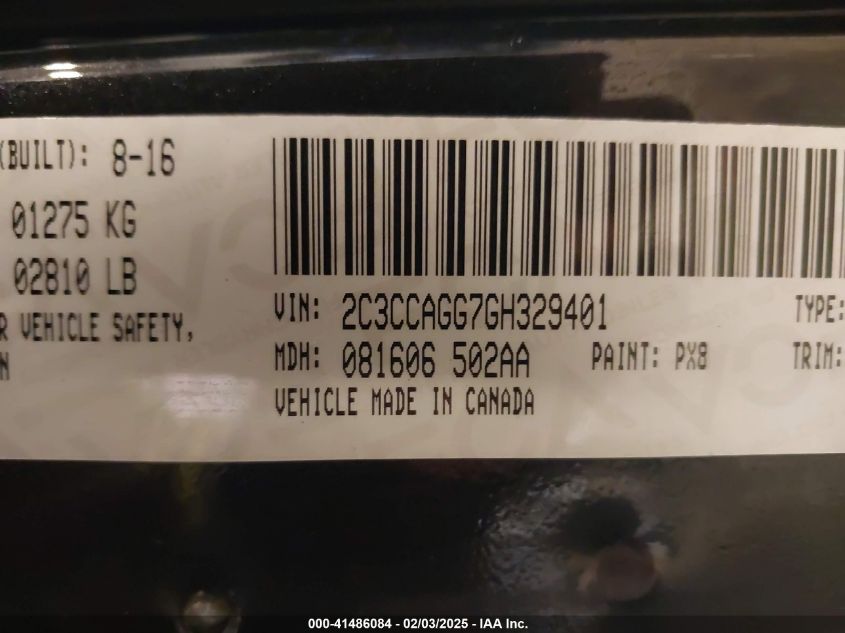 (BUILT): 8-16
01275 KG
02810 LB
R VEHICLE SAFETY,
N
VIN: 2C3CCAGG7GH329401 TYPE:
MDH: 081606 502AA PAINT: PX8 TRIM:
VEHICLE MADE IN CANADA
000-41486084 - 02/03/2025 - IAA Inc.